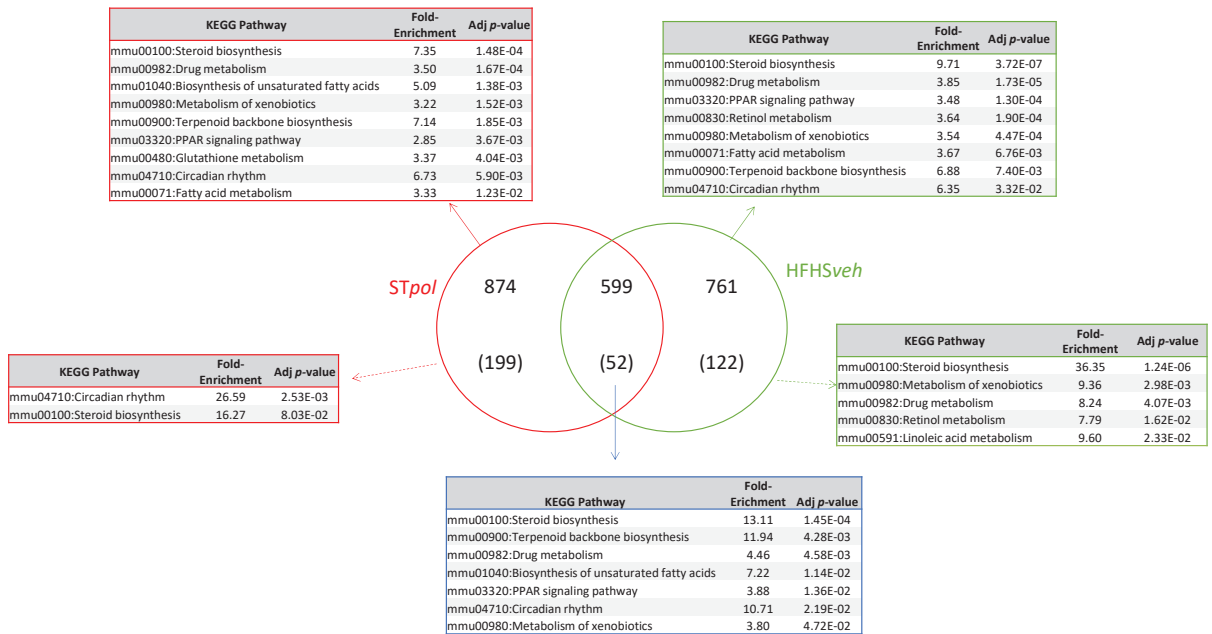 KEGG Pathway Fold-Enrichment Adj p-value
mmu00100:Steroid biosynthesis 7.35 1.48E-04
mmu00982:Drug metabolism 3.50 1.67E-04
mmu01040:Biosynthesis of unsaturated fatty acids 5.09 1.38E-03
mmu00980:Metabolism of xenobiotics 3.22 1.52E-03
mmu00900:Terpenoid backbone biosynthesis 7.14 1.85E-03
mmu03320:PPAR signaling pathway 2.85 3.67E-03
mmu00480:Glutathione metabolism 3.37 4.04E-03
mmu04710:Circadian rhythm 6.73 5.90E-03
mmu00071:Fatty acid metabolism 3.33 1.23E-02
KEGG Pathway Fold-Enrichment Adj p-value
mmu00100:Steroid biosynthesis 9.71 3.72E-07
mmu00982:Drug metabolism 3.85 1.73E-05
mmu03320:PPAR signaling pathway 3.48 1.30E-04
mmu00830:Retinol metabolism 3.64 1.90E-04
mmu00980:Metabolism of xenobiotics 3.54 4.47E-04
mmu00071:Fatty acid metabolism 3.67 6.76E-03
mmu00900:Terpenoid backbone biosynthesis 6.88 7.40E-03
mmu04710:Circadian rhythm 6.35 3.32E-02
STpol 874 599 761 HFHSveh
(199) (52) (122)
KEGG Pathway Fold-Enrichment Adj p-value
mmu04710:Circadian rhythm 26.59 2.53E-03
mmu00100:Steroid biosynthesis 16.27 8.03E-02
KEGG Pathway Fold-Erichment Adj p-value
mmu00100:Steroid biosynthesis 36.35 1.24E-06
mmu00980:Metabolism of xenobiotics 9.36 2.98E-03
mmu00982:Drug metabolism 8.24 4.07E-03
mmu00830:Retinol metabolism 7.79 1.62E-02
mmu00591:Linoleic acid metabolism 9.60 2.33E-02
KEGG Pathway Fold-Erichment Adj p-value
mmu00100:Steroid biosynthesis 13.11 1.45E-04
mmu00900:Terpenoid backbone biosynthesis 11.94 4.28E-03
mmu00982:Drug metabolism 4.46 4.58E-03
mmu01040:Biosynthesis of unsaturated fatty acids 7.22 1.14E-02
mmu03320:PPAR signaling pathway 3.88 1.36E-02
mmu04710:Circadian rhythm 10.71 2.19E-02
mmu00980:Metabolism of xenobiotics 3.80 4.72E-02